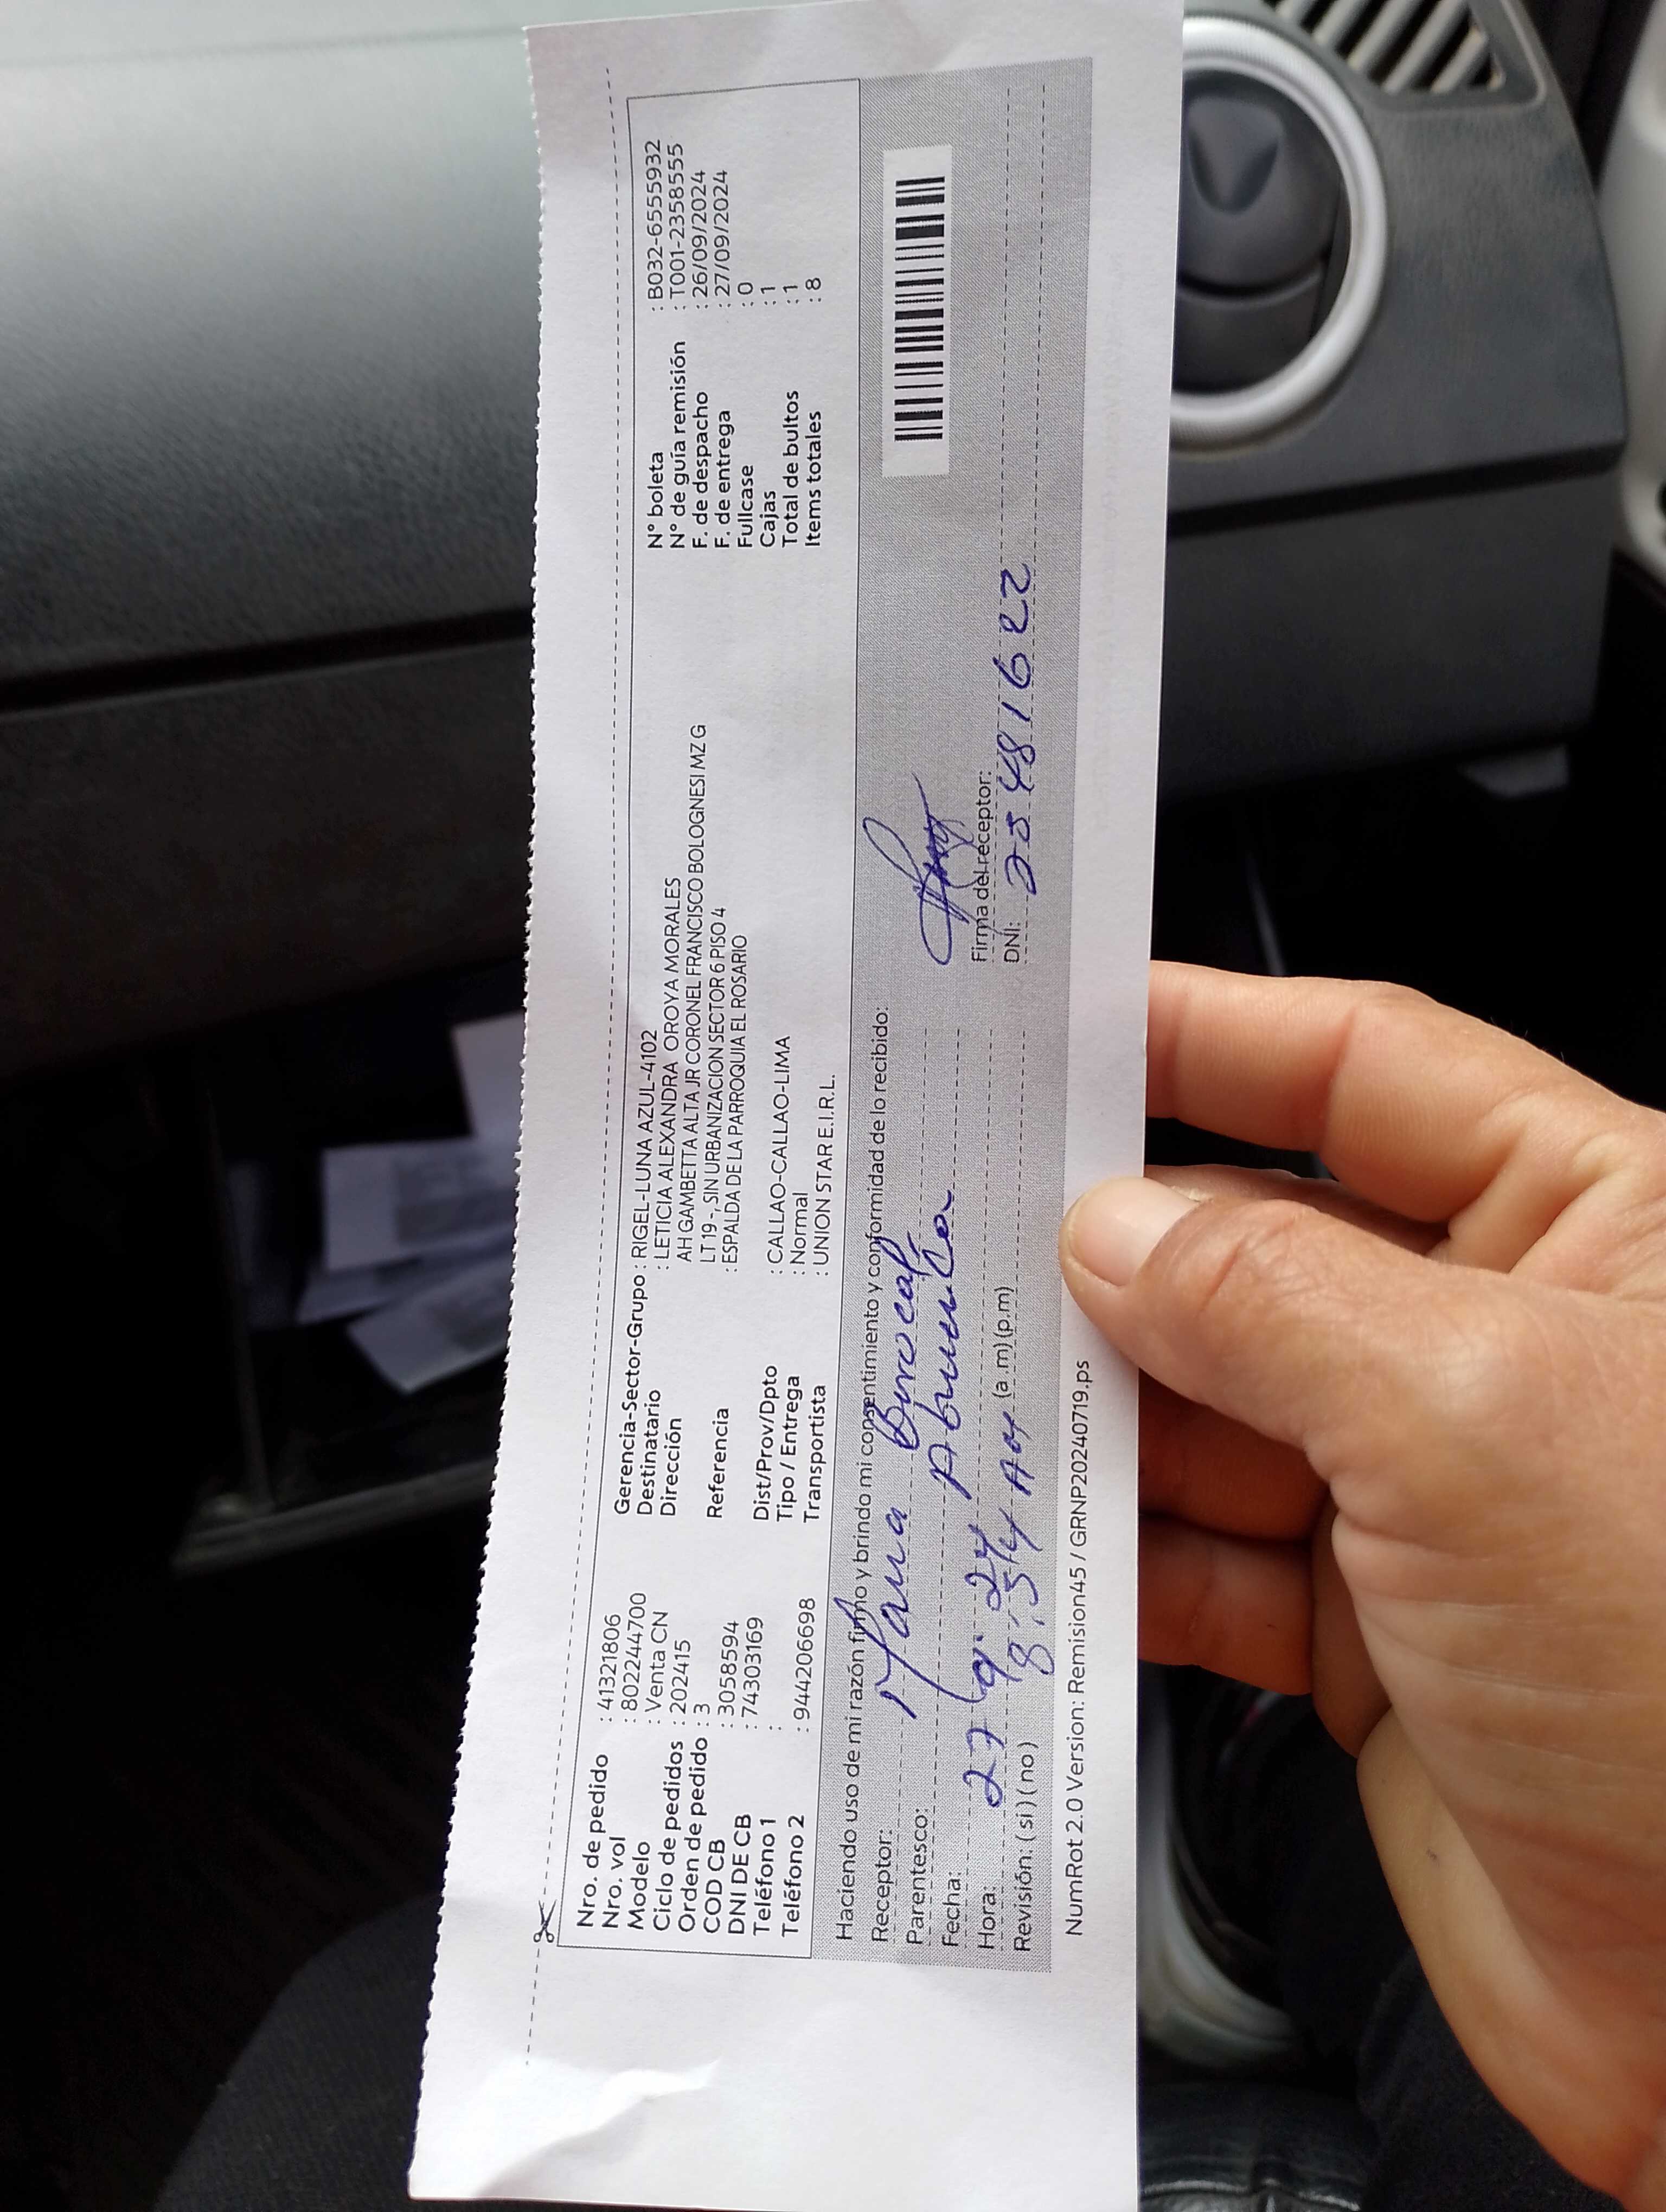 Nro. de pedido : 41321806
Nro. vol : 802244700
Modelo : Venta CN
Ciclo de pedidos : 202415
Orden de pedido : 3
COD CB : 3058594
DNI DE CB : 74303169
Teléfono 1 :
Teléfono 2 : 944206698
Gerencia-Sector-Grupo : RIGEL-LUNA AZUL-4102
Destinatario : LETICIA ALEXANDRA OROYA MORALES
Dirección AH GAMBETTA ALTA JR CORONEL FRANCISCO BOLOGNESI MZ G
LT 19 -, SIN URBANIZACION SECTOR 6 PISO 4
Referencia : ESPALDA DE LA PARROQUIA EL ROSARIO
Dist/Prov/Dpto : CALLAO-CALLAO-LIMA
Tipo / Entrega : Normal
Transportista : UNION STAR E.I.R.L.
N° boleta : B032-6555932
N° de guía remisión : T001-2358555
F. de despacho : 26/09/2024
F. de entrega : 27/09/2024
Fullcase : 0
Cajas : 1
Total de bultos : 1
Items totales : 8
Haciendo uso de mi razón firmo y brindo mi consentimiento y conformidad de lo recibido:
Receptor: Maria
Parentesco: Abuelita
Fecha: 27/9.24
Hora: 8:54 AM (a m) (p.m)
Revisión: ( si ) ( no )
Firma del receptor:
DNI: 25481622
NumRot 2.0 Version: Remision45 / GRNP20240719.ps